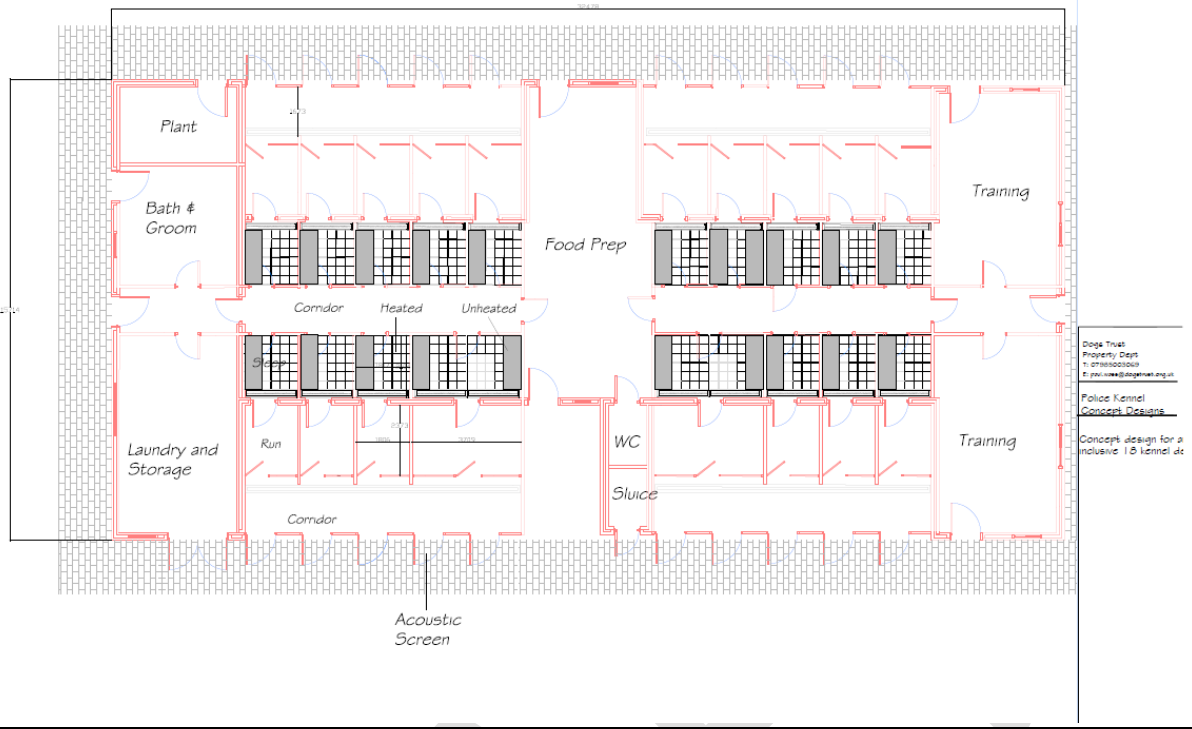 Plant
Bath &
Groom
Food Prep
Training
Corridor
Heated
Unheated
Sleep
Laundry and
Storage
Run
WC
Sluice
Training
Corridor
Acoustic
Screen
Dogs Trust
Property Dept
Police Kennel
Concept Designs
Concept design for a
inclusive 18 kennel de